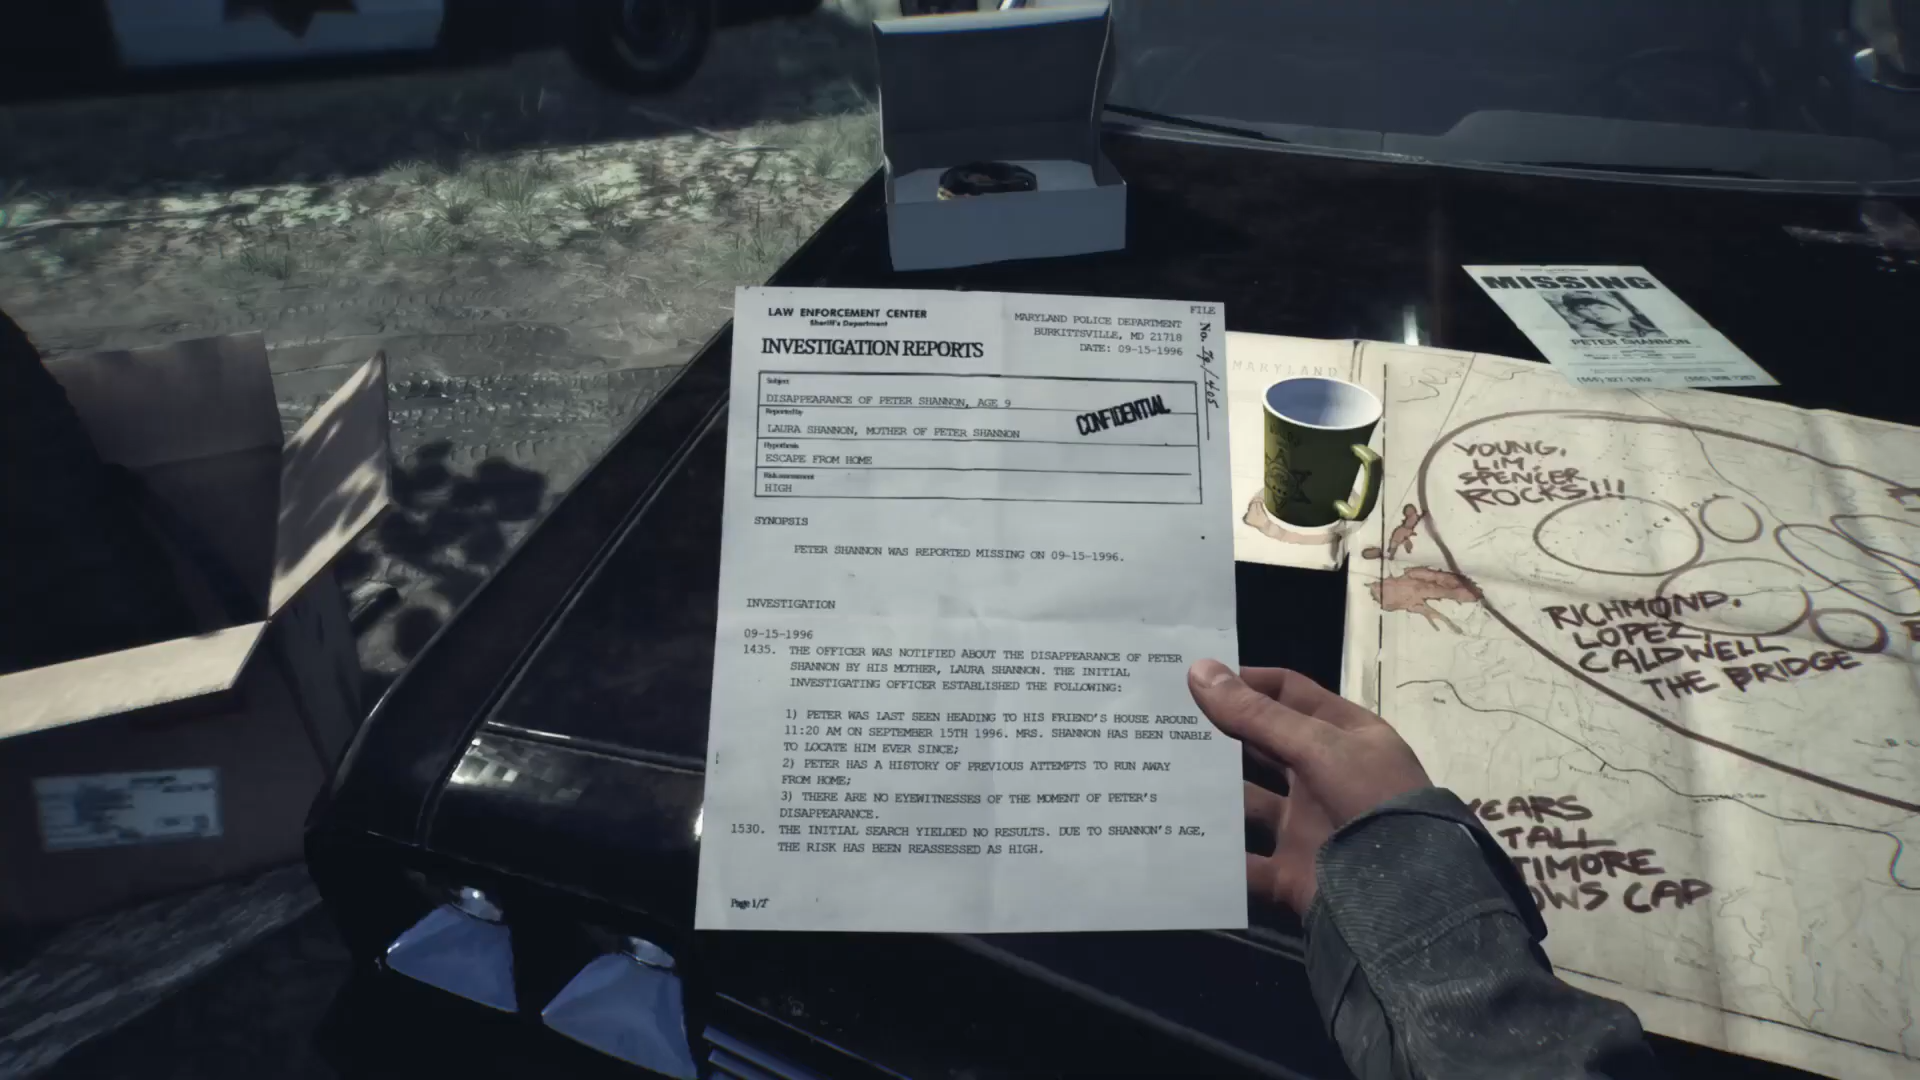 LAW ENFORCEMENT CENTER
Sheriff's Department
INVESTIGATION REPORTS
MARYLAND POLICE DEPARTMENT
BURKITTSVILLE, MD 21718
DATE: 09-15-1996
FILE
No.
Subject
DISAPPEARANCE OF PETER SHANNON, AGE 9
Reported by
LAURA SHANNON, MOTHER OF PETER SHANNON
CONFIDENTIAL
Hypothesis
ESCAPE FROM HOME
Risk assessment
HIGH
SYNOPSIS
PETER SHANNON WAS REPORTED MISSING ON 09-15-1996.
INVESTIGATION
09-15-1996
1435. THE OFFICER WAS NOTIFIED ABOUT THE DISAPPEARANCE OF PETER
SHANNON BY HIS MOTHER, LAURA SHANNON. THE INITIAL
INVESTIGATING OFFICER ESTABLISHED THE FOLLOWING:
1) PETER WAS LAST SEEN HEADING TO HIS FRIEND'S HOUSE AROUND
11:20 AM ON SEPTEMBER 15TH 1996. MRS. SHANNON HAS BEEN UNABLE
TO LOCATE HIM EVER SINCE;
2) PETER HAS A HISTORY OF PREVIOUS ATTEMPTS TO RUN AWAY
FROM HOME;
3) THERE ARE NO EYEWITNESSES OF THE MOMENT OF PETER'S
DISAPPEARANCE.
1530. THE INITIAL SEARCH YIELDED NO RESULTS. DUE TO SHANNON'S AGE,
THE RISK HAS BEEN REASSESSED AS HIGH.
Page 1/2
MISSING
PETER SHANNON
MARYLAND
YOUNG,
LIM,
SPENCER
ROCKS!!!
RICHMOND,
LOPEZ,
CALDWELL
THE BRIDGE
YEARS
TALL
TIMORE
OWS CAP